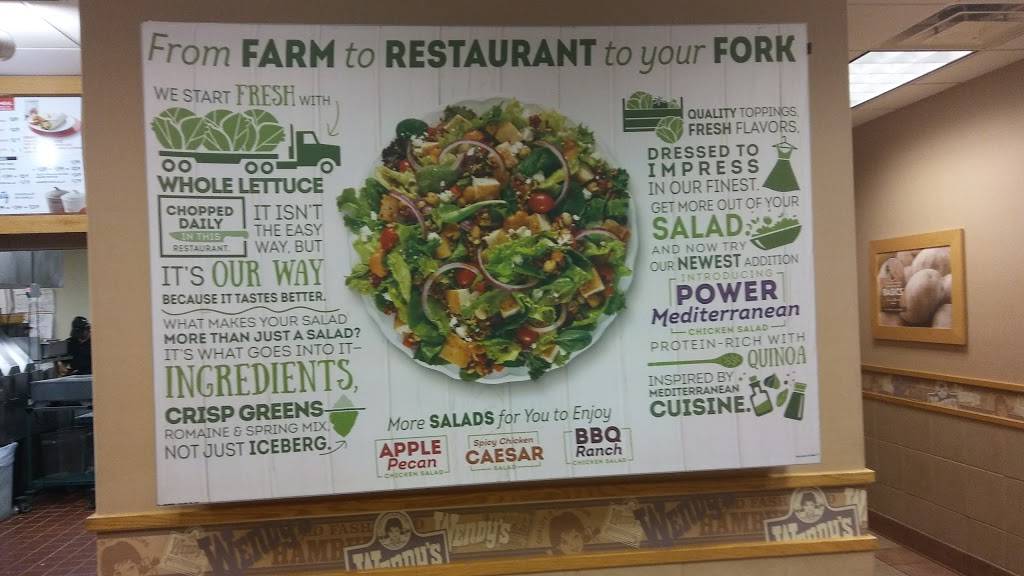 From FARM to RESTAURANT to your FORK
WE START FRESH WITH
WHOLE LETTUCE
CHOPPED
DAILY
IN THIS
RESTAURANT.
IT ISN'T
THE EASY
WAY, BUT
IT'S OUR WAY
BECAUSE IT TASTES BETTER.
WHAT MAKES YOUR SALAD
MORE THAN JUST A SALAD?
IT'S WHAT GOES INTO IT–
INGREDIENTS,
CRISP GREENS
ROMAINE & SPRING MIX,
NOT JUST ICEBERG.
QUALITY TOPPINGS,
FRESH FLAVORS,
DRESSED TO
IMPRESS
IN OUR FINEST.
GET MORE OUT OF YOUR
SALAD
AND NOW TRY
OUR NEWEST ADDITION
INTRODUCING
POWER
Mediterranean
CHICKEN SALAD
PROTEIN-RICH WITH
QUINOA
INSPIRED BY
MEDITERRANEAN
CUISINE.
More SALADS for You to Enjoy
APPLE
Pecan
CHICKEN SALAD
Spicy Chicken
CAESAR
SALAD
BBQ
Ranch
CHICKEN SALAD
WENDY'S
HAMB
Wendy's
WENDY'S
Wendy's